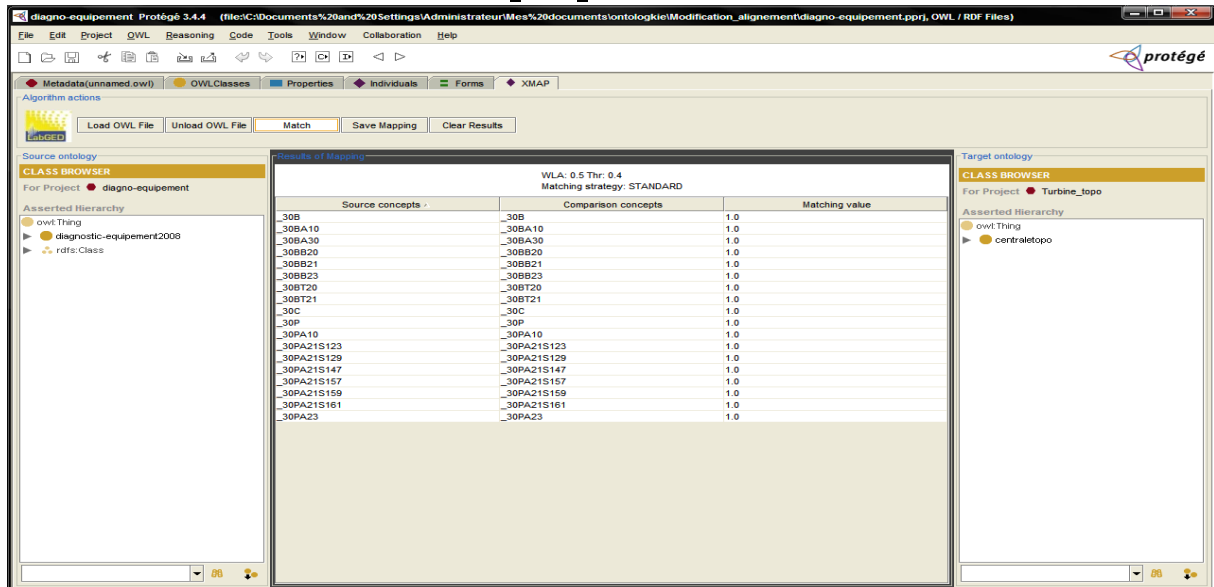 diagno-equipement Protégé 3.4.4 (file:\C:\Documents%20and%20Settings\Administrateur\Mes%20documents\ontologkie\Modification_alignement\diagno-equipement.pprj, OWL / RDF Files)
File Edit Project OWL Reasoning Code Tools Window Collaboration Help
protégé
Metadata(unnamed.owl) OWLClasses Properties Individuals Forms XMAP
Algorithm actions
LabGED Load OWL File Unload OWL File Match Save Mapping Clear Results
Source ontology Results of Mapping Target ontology
CLASS BROWSER WLA: 0.5 Thr: 0.4 CLASS BROWSER
For Project diagno-equipement Matching strategy: STANDARD For Project Turbine_topo
Asserted Hierarchy Source concepts Comparison concepts Matching value Asserted Hierarchy
owl:Thing _30B _30B 1.0 owl:Thing
diagnostic-equipement2008 _30BA10 _30BA10 1.0 centraletopo
rdfs:Class _30BA30 _30BA30 1.0
_30BB20 _30BB20 1.0
_30BB21 _30BB21 1.0
_30BB23 _30BB23 1.0
_30BT20 _30BT20 1.0
_30BT21 _30BT21 1.0
_30C _30C 1.0
_30P _30P 1.0
_30PA10 _30PA10 1.0
_30PA21S123 _30PA21S123 1.0
_30PA21S129 _30PA21S129 1.0
_30PA21S147 _30PA21S147 1.0
_30PA21S157 _30PA21S157 1.0
_30PA21S159 _30PA21S159 1.0
_30PA21S161 _30PA21S161 1.0
_30PA23 _30PA23 1.0